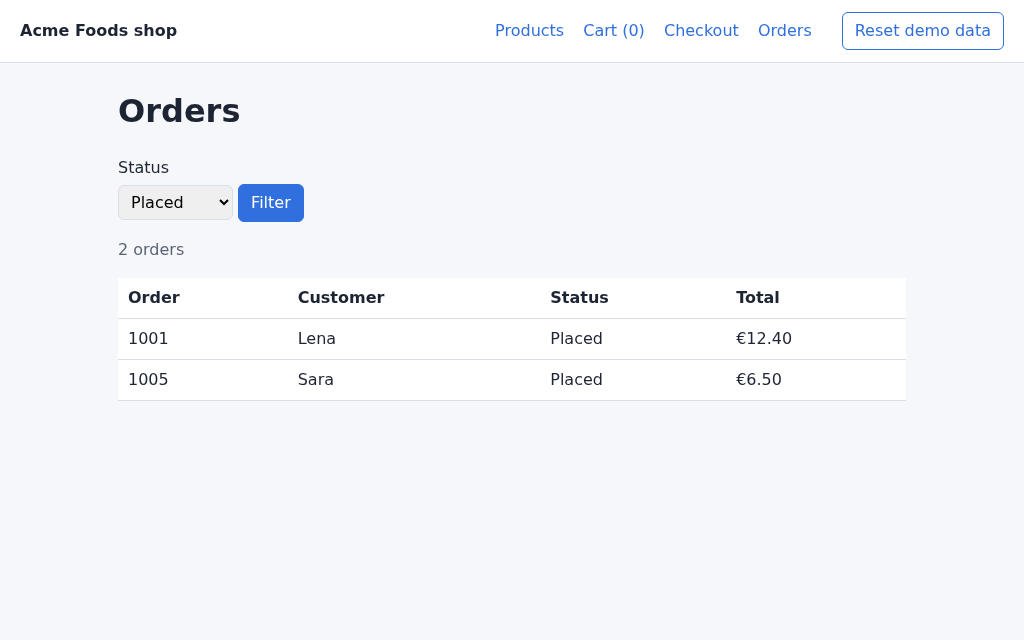 Acme Foods shop Products Cart (0) Checkout Orders Reset demo data
Orders
Status
Placed Filter
2 orders
Order Customer Status Total
1001 Lena Placed €12.40
1005 Sara Placed €6.50